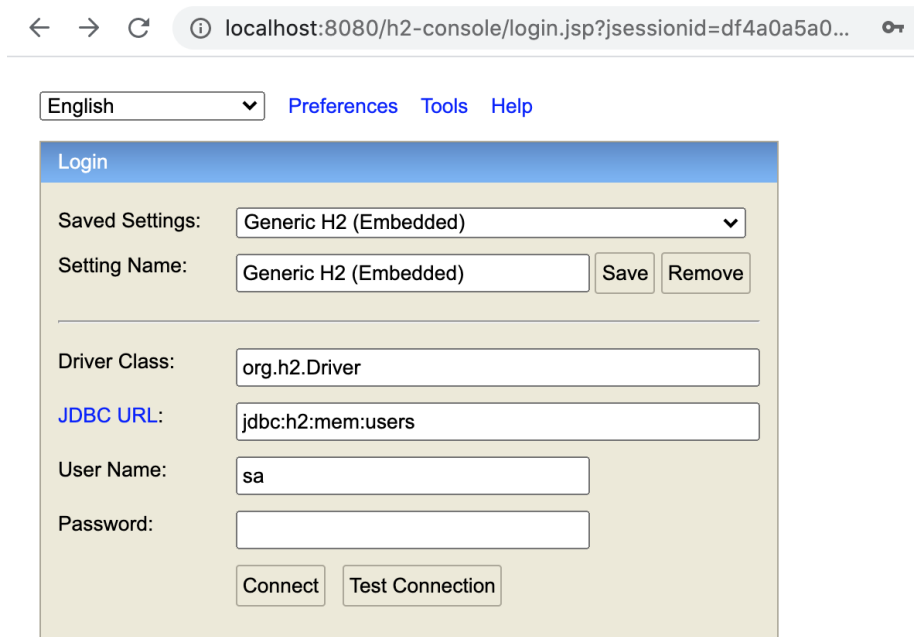 localhost:8080/h2-console/login.jsp?jsessionid=df4a0a5a0...
English Preferences Tools Help
Login
Saved Settings: Generic H2 (Embedded)
Setting Name: Generic H2 (Embedded) Save Remove
Driver Class: org.h2.Driver
JDBC URL: jdbc:h2:mem:users
User Name: sa
Password:
Connect Test Connection